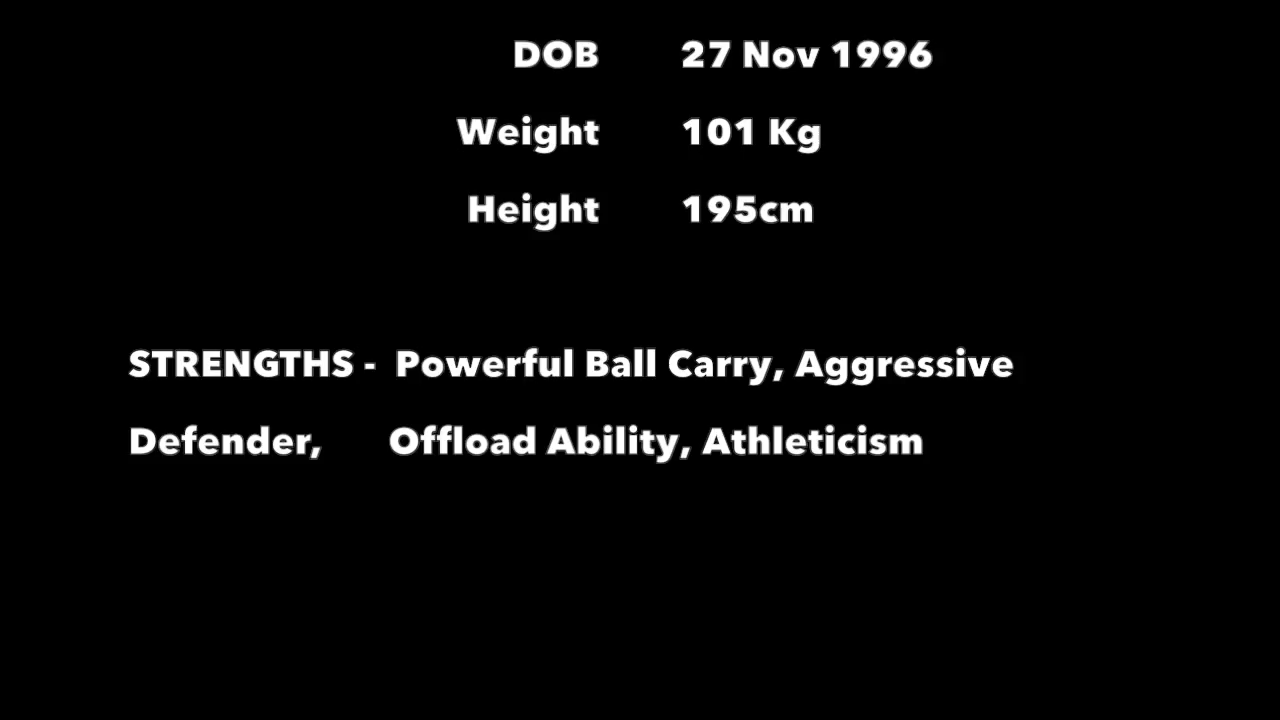 DOB 27 Nov 1996
Weight 101 Kg
Height 195cm
STRENGTHS - Powerful Ball Carry, Aggressive
Defender, Offload Ability, Athleticism